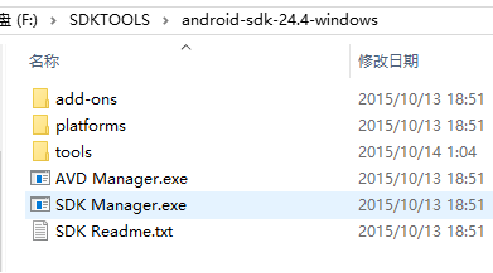 盘 (F:) > SDKTOOLS > android-sdk-24.4-windows
名称 修改日期
add-ons 2015/10/13 18:51
platforms 2015/10/13 18:51
tools 2015/10/14 1:04
AVD Manager.exe 2015/10/13 18:51
SDK Manager.exe 2015/10/13 18:51
SDK Readme.txt 2015/10/13 18:51